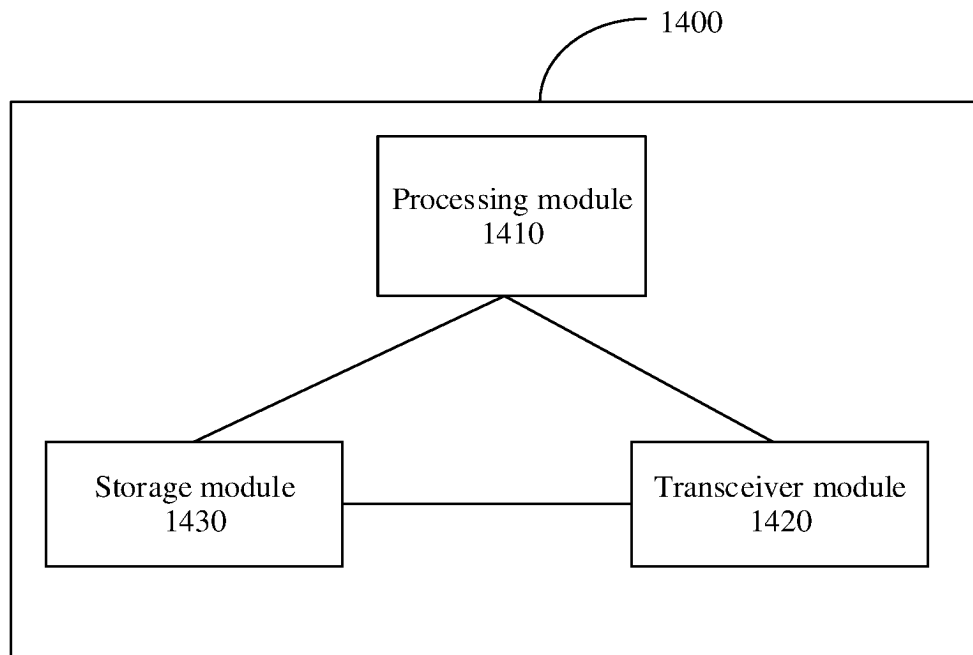 1400
Processing module
1410
Storage module
1430
Transceiver module
1420